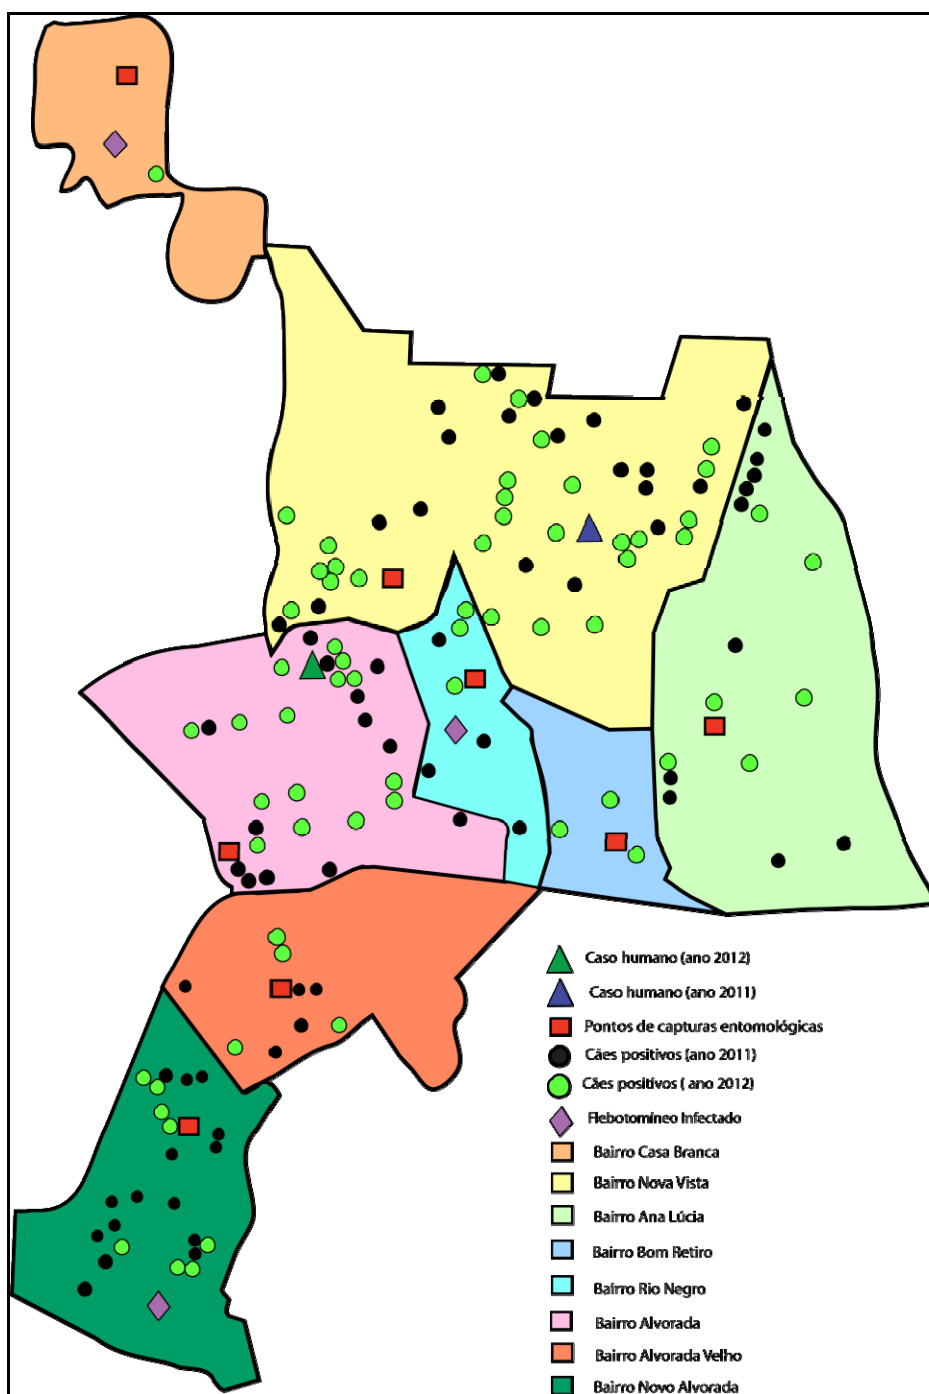 Caso humano (ano 2012)
Caso humano (ano 2011)
Pontos de capturas entomológicas
Cães positivos (ano 2011)
Cães positivos ( ano 2012)
Flebotomíneo Infectado
Bairro Casa Branca
Bairro Nova Vista
Bairro Ana Lúcia
Bairro Bom Retiro
Bairro Rio Negro
Bairro Alvorada
Bairro Alvorada Velho
Bairro Novo Alvorada